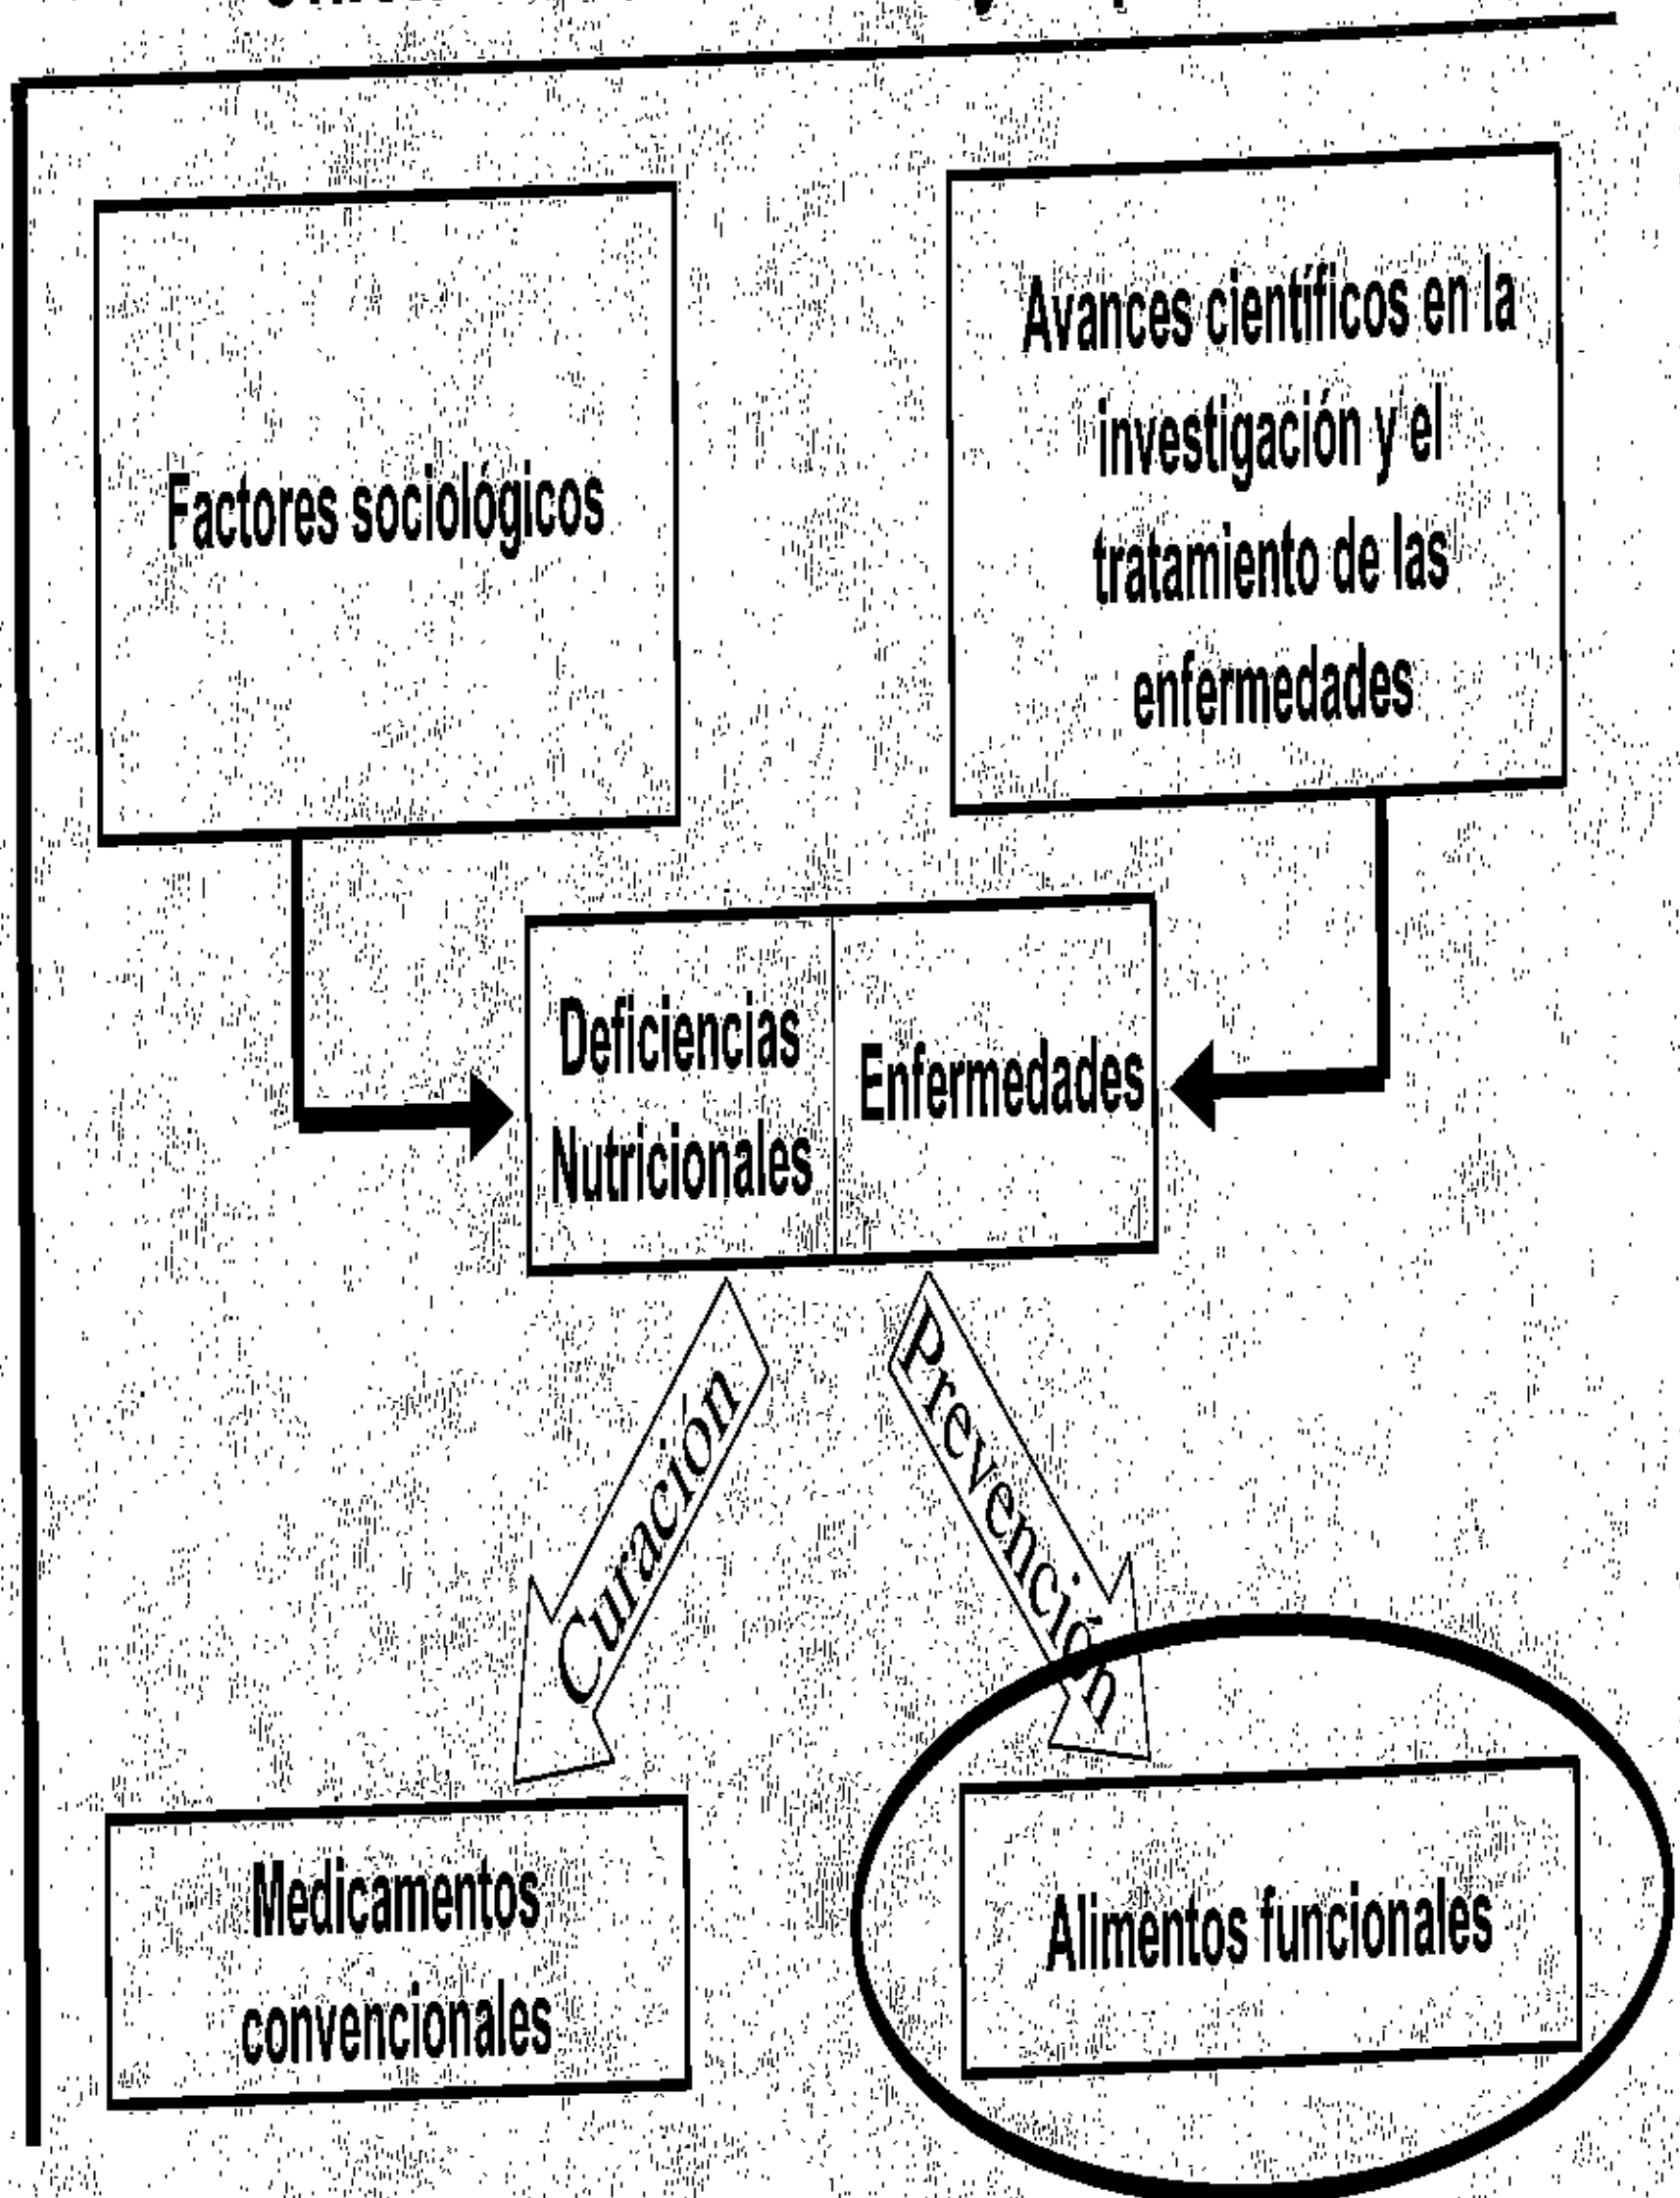 Factores sociológicos
Avances científicos en la
investigación y el
tratamiento de las
enfermedades
Deficiencias
Nutricionales
Enfermedades
Curación
Prevención
Medicamentos
convencionales
Alimentos funcionales